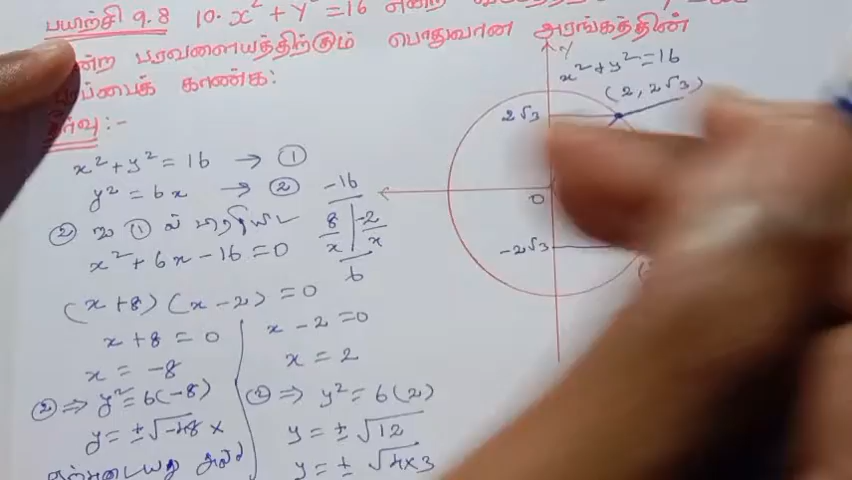 பயிற்சி 9.8 10. x² + y² = 16 என்ற
என்ற பரவளையத்திற்கும் பொதுவான அரங்கத்தின்
காண்க:
தீர்வு:-
x² + y² = 16 → ①
y² = 6x → ②
② ஐ ① ல் பிரதியிட
x² + 6x - 16 = 0
(x + 8) (x - 2) = 0
x + 8 = 0
x = -8
② ⇒ y² = 6(-8)
y = ±√-48 x
-16
8 | -2
x | x
6
x - 2 = 0
x = 2
② ⇒ y² = 6(2)
y = ± √12
y = ± √4x3
y
x² + y² = 16
(2, 2√3)
2√3
0
-2√3